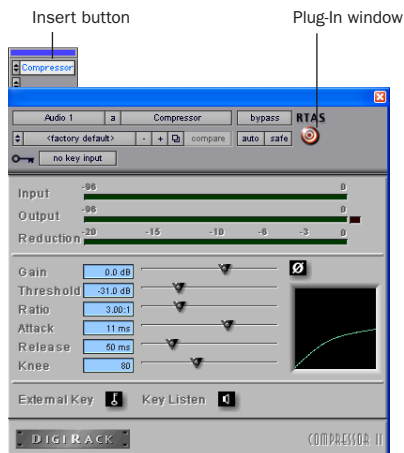 Insert button Plug-In window
Compressor
Audio 1 a Compressor bypass RTAS
<factory default> - + compare auto safe
no key input
Input -96 0
Output -96 0
Reduction -20 -15 -10 -6 -3 0
Gain 0.0 dB Ø
Threshold -31.0 dB
Ratio 3.00:1
Attack 11 ms
Release 50 ms
Knee 80
External Key Key Listen
DIGIRACK COMPRESSOR II